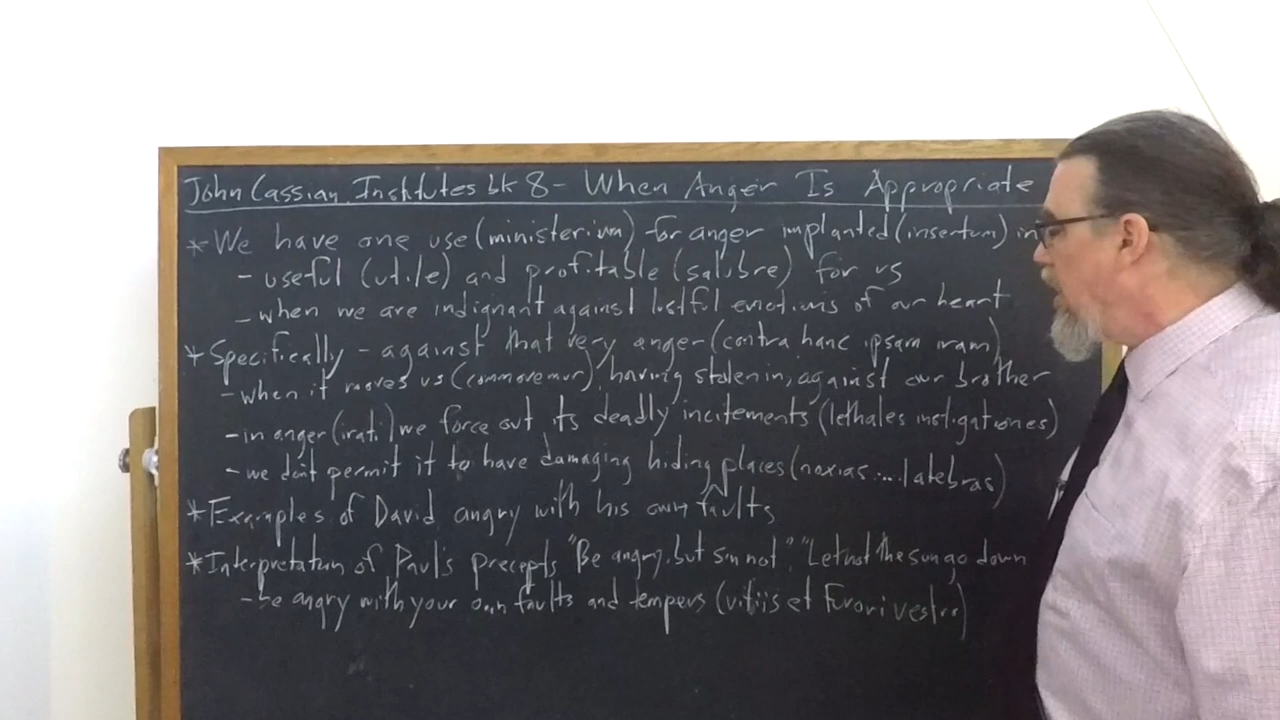 John Cassian, Institutes bk 8 - When Anger Is Appropriate
* We have one use (ministerium) for anger implanted (insertum) in
- useful (utile) and profitable (salubre) for us
- when we are indignant against lustful emotions of our heart
* Specifically - against that very anger (contra hanc ipsam iram)
- when it moves us (commovemur), having stolen in, against our brother
- in anger (irati) we force out its deadly incitements (lethales instigationes)
- we don't permit it to have damaging hiding places (noxias....latebras)
* Examples of David angry with his own faults
* Interpretation of Paul's precepts "Be angry, but sin not", "Let not the sun go down
- be angry with your own faults and tempers (vitiis et furori vestro)